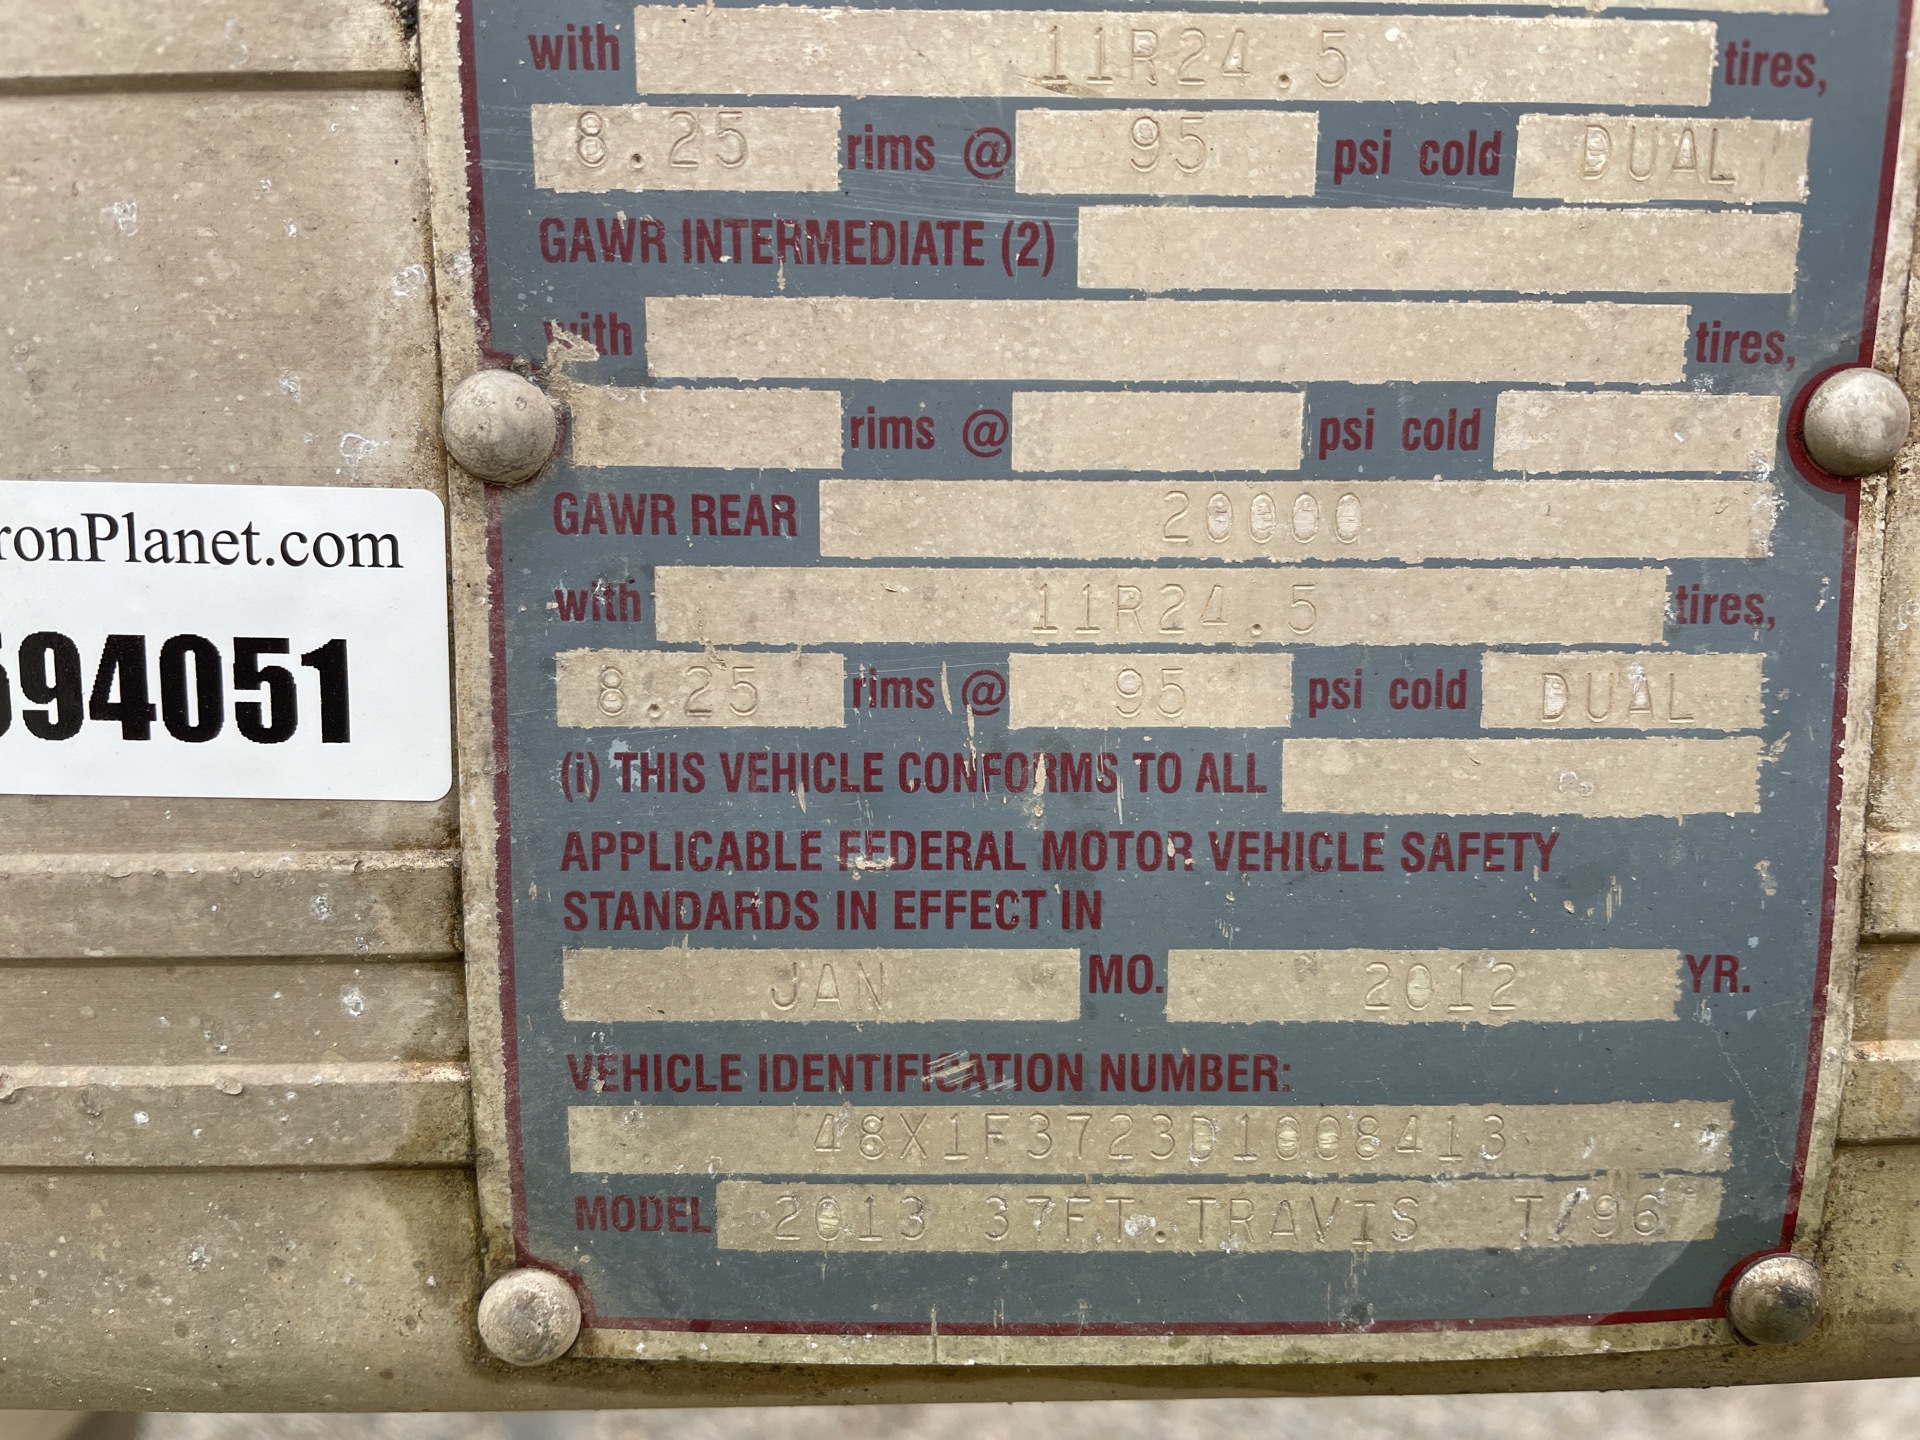 with 11R24.5 tires,
8.25 rims @ 95 psi cold DUAL
GAWR INTERMEDIATE (2)
with tires,
rims @ psi cold
GAWR REAR 20000
with 11R24.5 tires,
8.25 rims @ 95 psi cold DUAL
(i) THIS VEHICLE CONFORMS TO ALL
APPLICABLE FEDERAL MOTOR VEHICLE SAFETY
STANDARDS IN EFFECT IN
JAN MO. 2012 YR.
VEHICLE IDENTIFICATION NUMBER:
48X1F3723D1008413
MODEL 2013 37FT.TRAVIS T/96
ronPlanet.com
594051